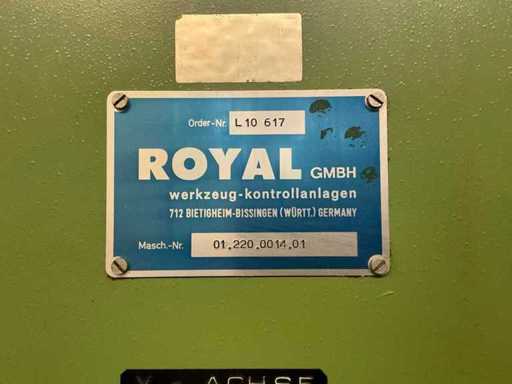 Order-Nr. L 10 617
ROYAL GMBH
werkzeug-kontrollanlagen
712 BIETIGHEIM-BISSINGEN (WÜRTT.) GERMANY
Masch.-Nr. 01.220.0014.01
X - ACHSE